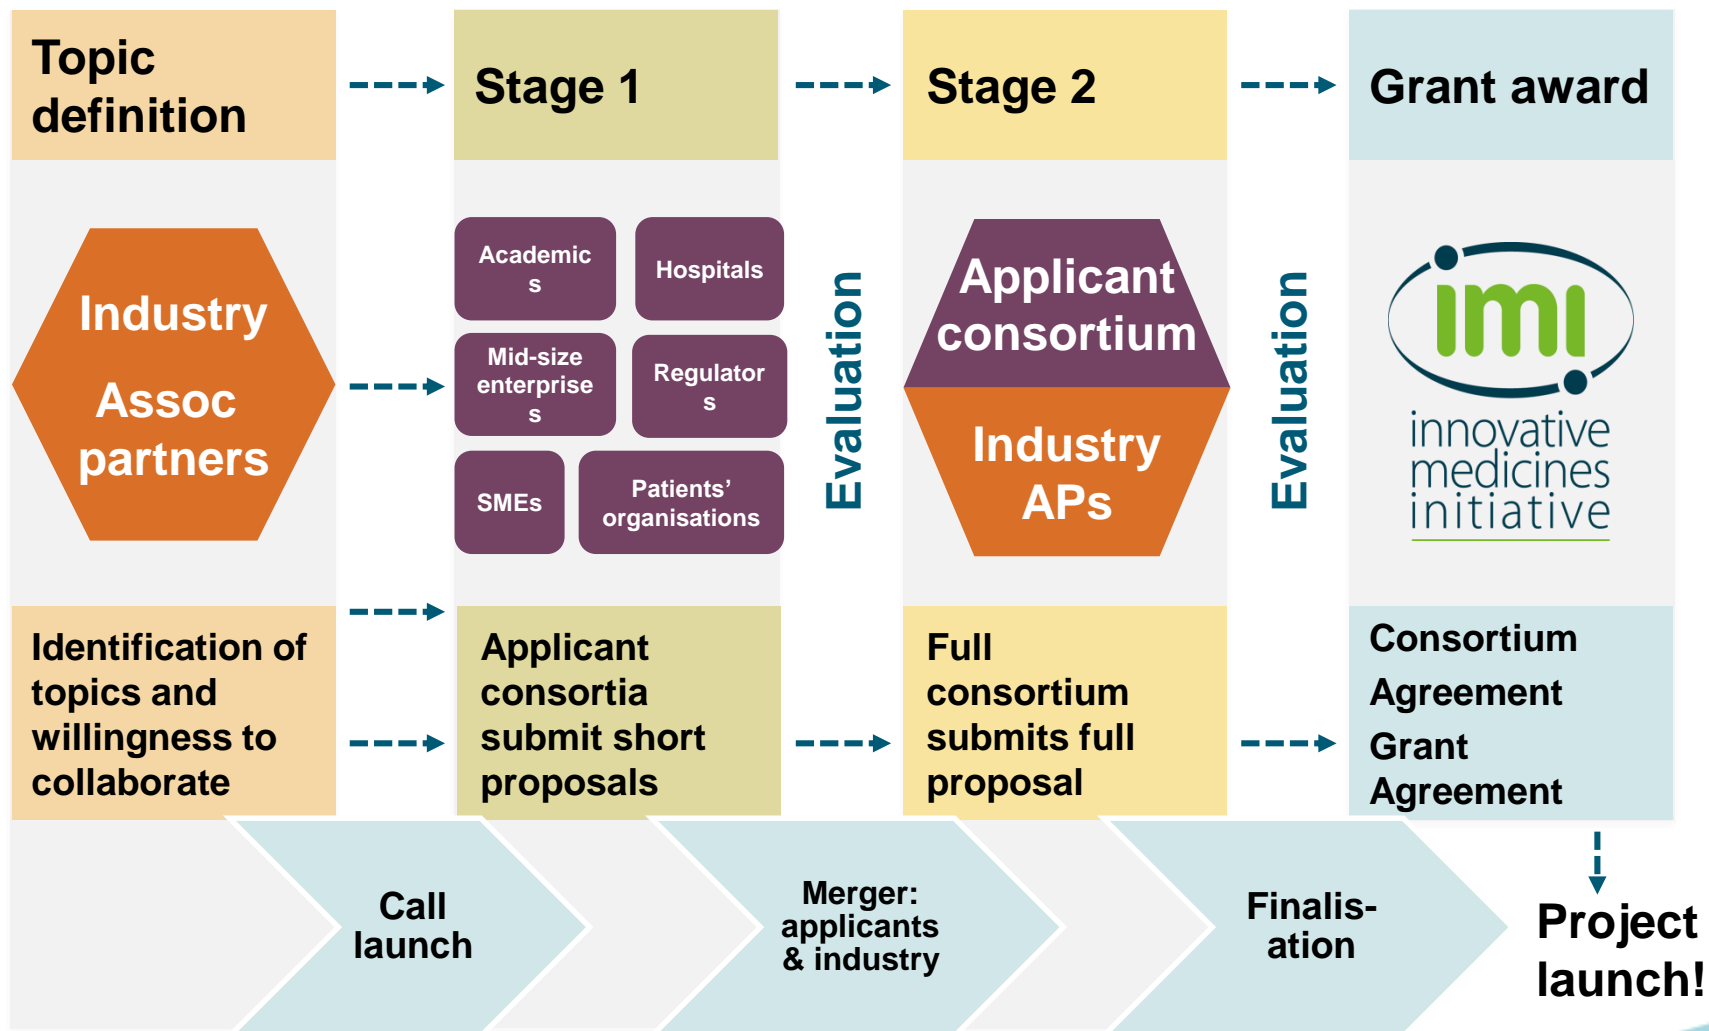 Topic
definition
Stage 1
Stage 2
Grant award
Industry
Assoc
partners
Academic
s
Hospitals
Mid-size
enterprise
s
Regulator
s
SMEs
Patients’
organisations
Evaluation
Applicant
consortium
Industry
APs
Evaluation
imi
innovative
medicines
initiative
Identification of
topics and
willingness to
collaborate
Applicant
consortia
submit short
proposals
Full
consortium
submits full
proposal
Consortium
Agreement
Grant
Agreement
Call
launch
Merger:
applicants
& industry
Finalis-
ation
Project
launch!